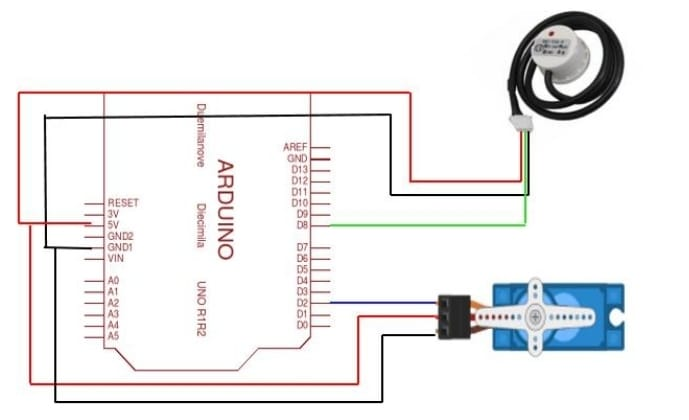 Duemilanove
Diecimila
UNO R1R2
ARDUINO
RESET
3V
5V
GND2
GND1
VIN
A0
A1
A2
A3
A4
A5
AREF
GND
D13
D12
D11
D10
D9
D8
D7
D6
D5
D4
D3
D2
D1
D0